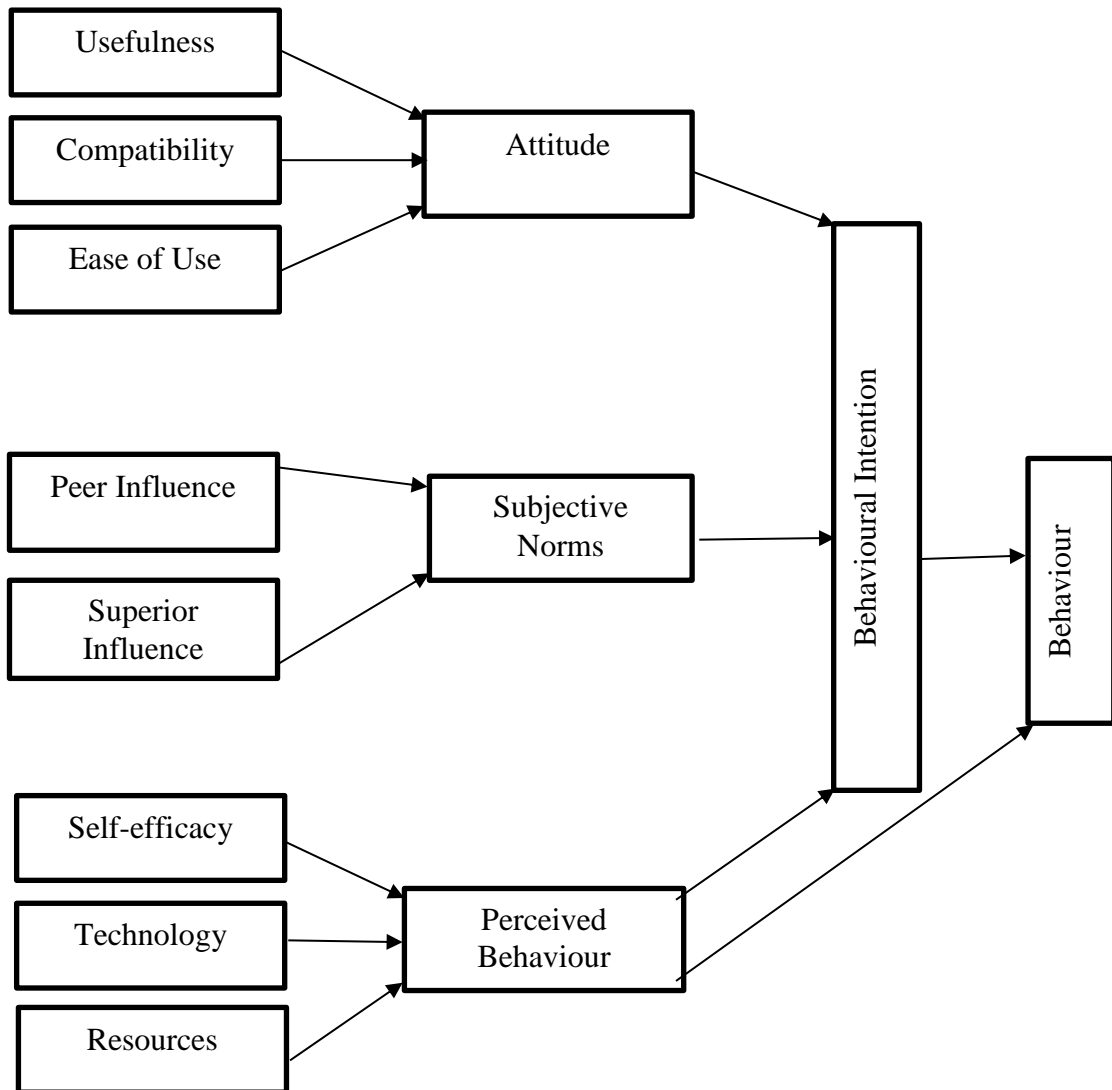 Usefulness
Compatibility
Ease of Use
Attitude
Peer Influence
Superior
Influence
Subjective
Norms
Self-efficacy
Technology
Resources
Perceived
Behaviour
Behavioural Intention
Behaviour